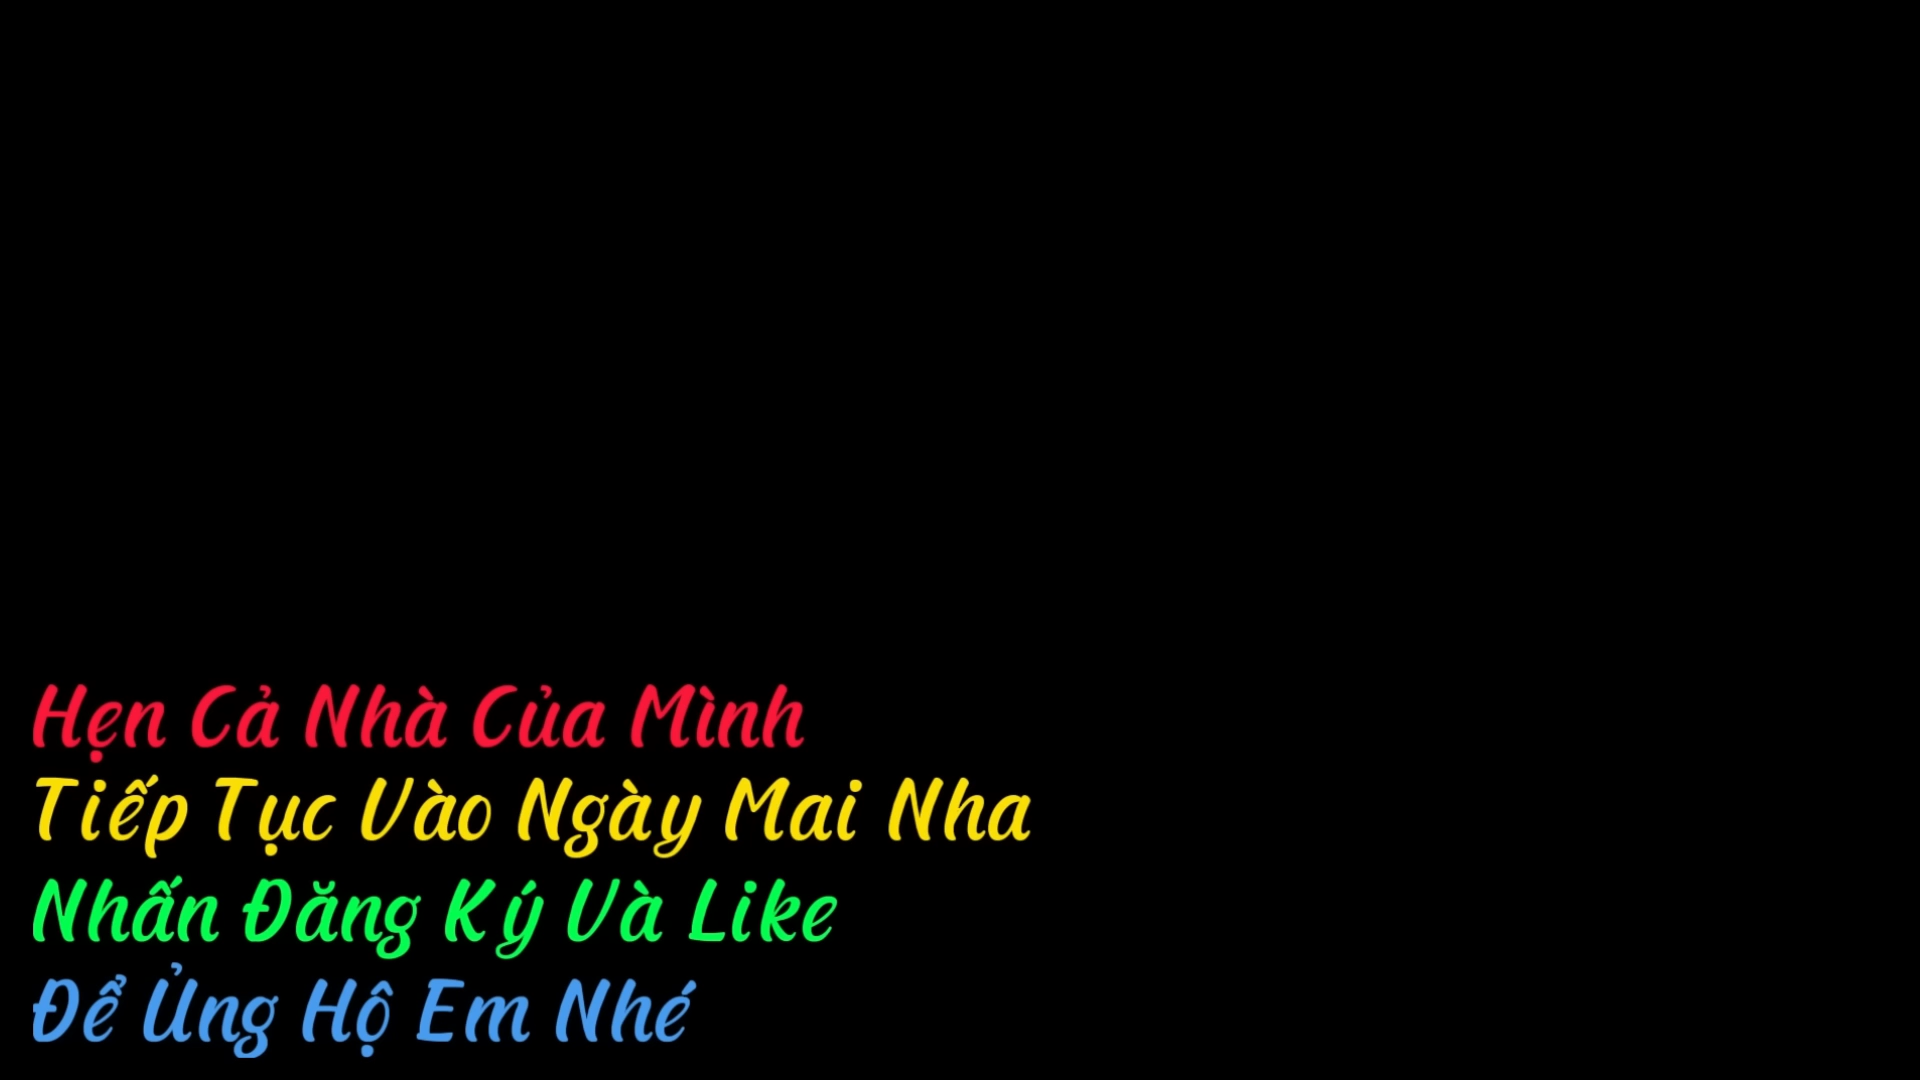 Hẹn Cả Nhà Của Mình
Tiếp Tục Vào Ngày Mai Nha
Nhấn Đăng Ký Và Like
Để Ủng Hộ Em Nhé